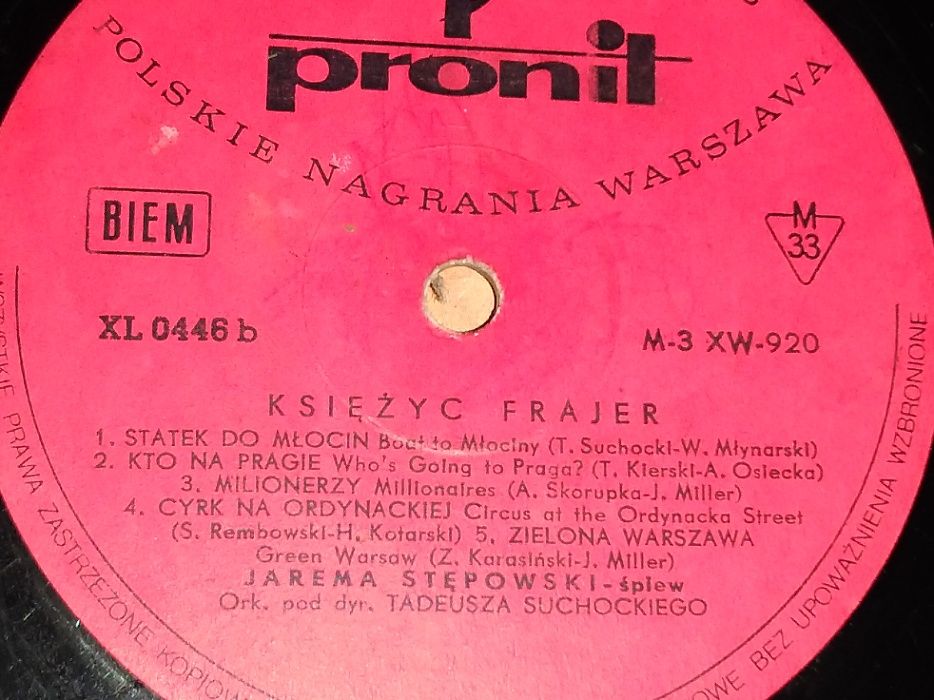 pronit
POLSKIE NAGRANIA WARSZAWA
BIEM
M
33
XL 0446 b
M-3 XW-920
KSIĘŻYC FRAJER
1. STATEK DO MŁOCIN Boat to Młociny (T. Suchocki-W. Młynarski)
2. KTO NA PRAGIE Who's Going to Praga? (T. Kierski-A. Osiecka)
3. MILIONERZY Millionaires (A. Skorupka-J. Miller)
4. CYRK NA ORDYNACKIEJ Circus at the Ordynacka Street
(S. Rembowski-H. Kotarski) 5. ZIELONA WARSZAWA
Green Warsaw (Z. Karasiński-J. Miller)
JAREMA STĘPOWSKI-śpiew
Ork. pod dyr. TADEUSZA SUCHOCKIEGO
PRAWA ZASTRZEŻONE
BEZ UPOWAŻNIENIA WZBRONIONE